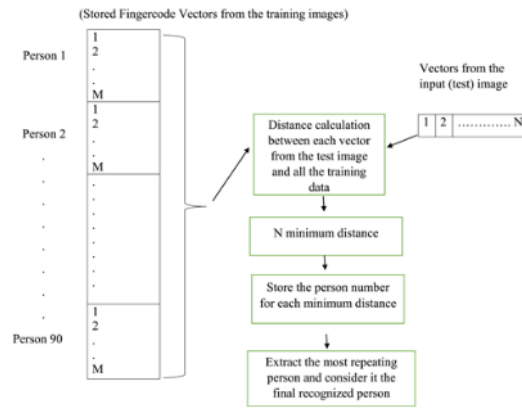 (Stored Fingercode Vectors from the training images)
Person 1
1
2
.
.
M
Person 2
1
2
.
.
M
.
.
.
.
.
.
.
.
.
.
.
.
.
.
Person 90
1
2
.
.
M
Vectors from the
input (test) image
1 2 ............. N
Distance calculation
between each vector
from the test image
and all the training
data
N minimum distance
Store the person number
for each minimum distance
Extract the most repeating
person and consider it the
final recognized person